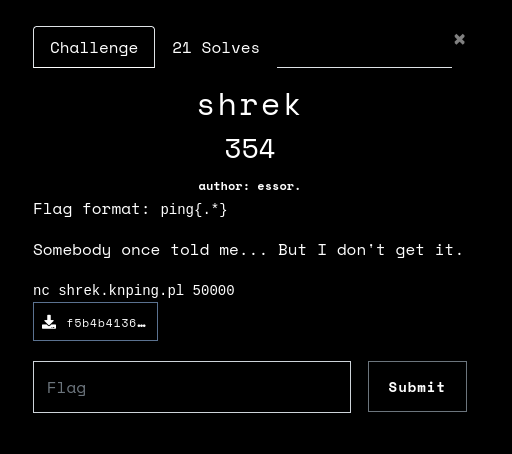 Challenge 21 Solves ×
shrek
354
author: essor.
Flag format: ping{.*}
Somebody once told me... But I don't get it.
nc shrek.knping.pl 50000
f5b4b4136…
Flag Submit